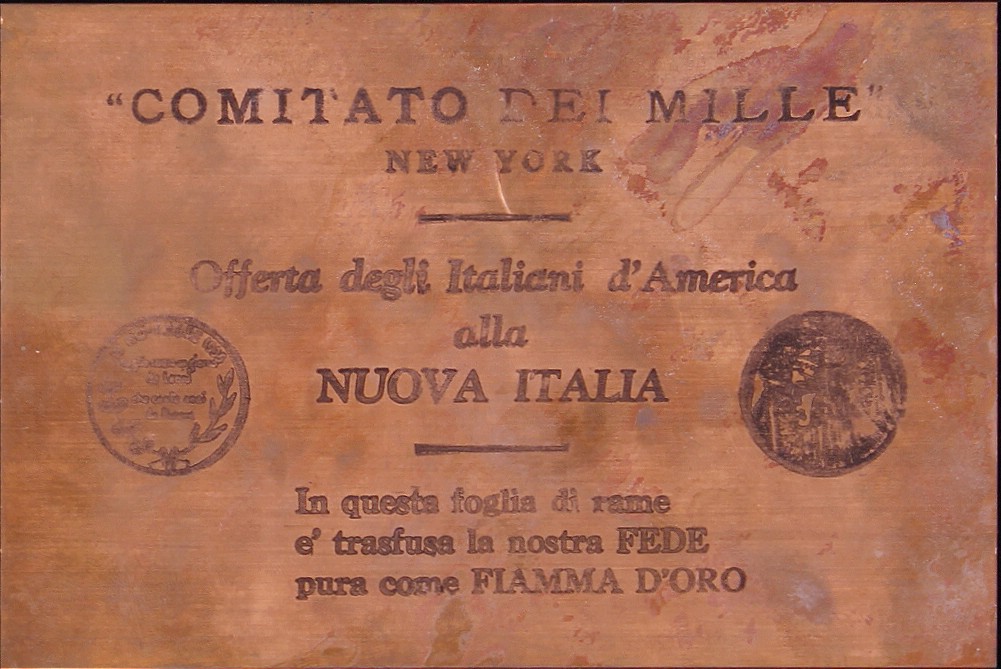 "COMITATO DEI MILLE"
NEW YORK
Offerta degli Italiani d'America
alla
NUOVA ITALIA
In questa foglia di rame
e' trasfusa la nostra FEDE
pura come FIAMMA D'ORO